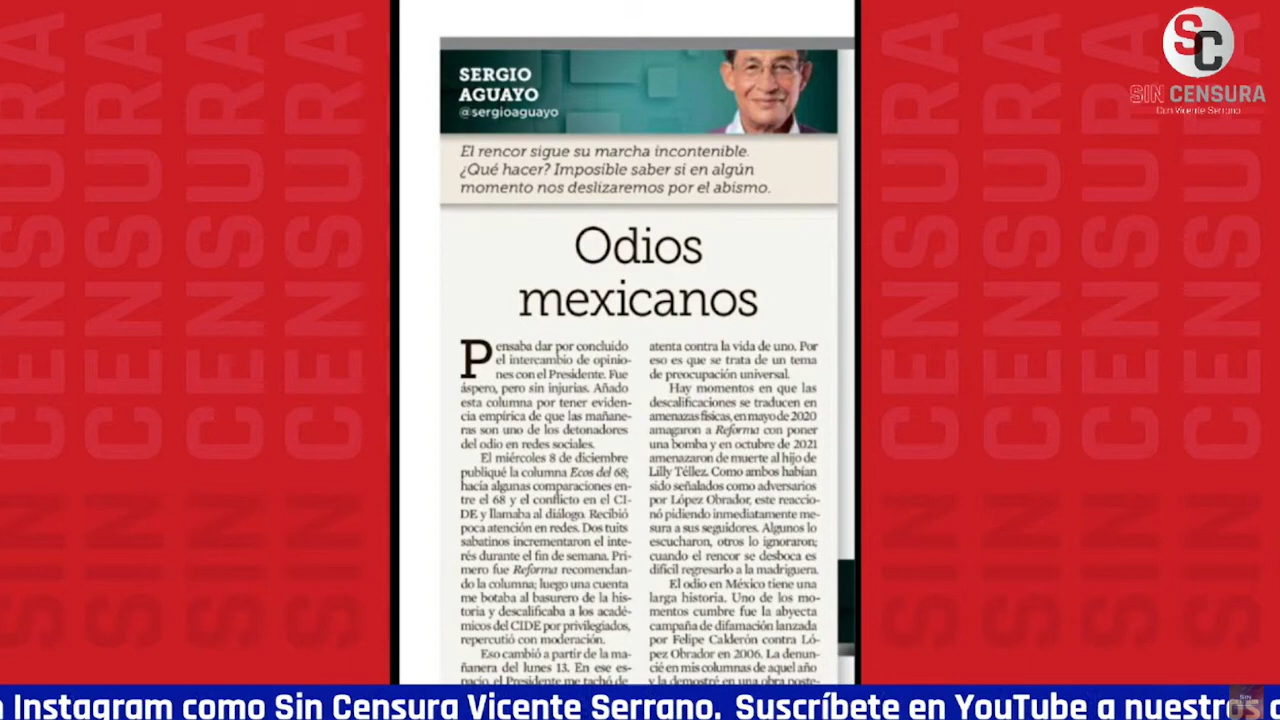 SIN CENSURA
Con Vicente Serrano
SERGIO
AGUAYO
@sergioaguayo
El rencor sigue su marcha incontenible.
¿Qué hacer? Imposible saber si en algún
momento nos deslizaremos por el abismo.
Odios
mexicanos
Pensaba dar por concluido
el intercambio de opinio-
nes con el Presidente. Fue
áspero, pero sin injurias. Añado
esta columna por tener eviden-
cia empírica de que las mañane-
ras son uno de los detonadores
del odio en redes sociales.
El miércoles 8 de diciembre
publiqué la columna Ecos del 68;
hacía algunas comparaciones en-
tre el 68 y el conflicto en el CI-
DE y llamaba al diálogo. Recibió
poca atención en redes. Dos tuits
sabatinos incrementaron el inte-
rés durante el fin de semana. Pri-
mero fue Reforma recomendan-
do la columna; luego una cuenta
me botaba al basurero de la his-
toria y descalificaba a los acadé-
micos del CIDE por privilegiados,
repercutió con moderación.
Eso cambió a partir de la ma-
ñanera del lunes 13. En ese es-
pacio, el Presidente me tachó de
atenta contra la vida de uno. Por
eso es que se trata de un tema
de preocupación universal.
Hay momentos en que las
descalificaciones se traducen en
amenazas físicas, en mayo de 2020
amagaron a Reforma con poner
una bomba y en octubre de 2021
amenazaron de muerte al hijo de
Lilly Téllez. Como ambos habían
sido señalados como adversarios
por López Obrador, este reaccio-
nó pidiendo inmediatamente me-
sura a sus seguidores. Algunos lo
escucharon, otros lo ignoraron;
cuando el rencor se desboca es
difícil regresarlo a la madriguera.
El odio en México tiene una
larga historia. Uno de los mo-
mentos cumbre fue la abyecta
campaña de difamación lanzada
por Felipe Calderón contra Ló-
pez Obrador en 2006. La denun-
cié en mis columnas de aquel año
y la demostré en una obra poste-
n Instagram como Sin Censura Vicente Serrano. Suscríbete en YouTube a nuestro